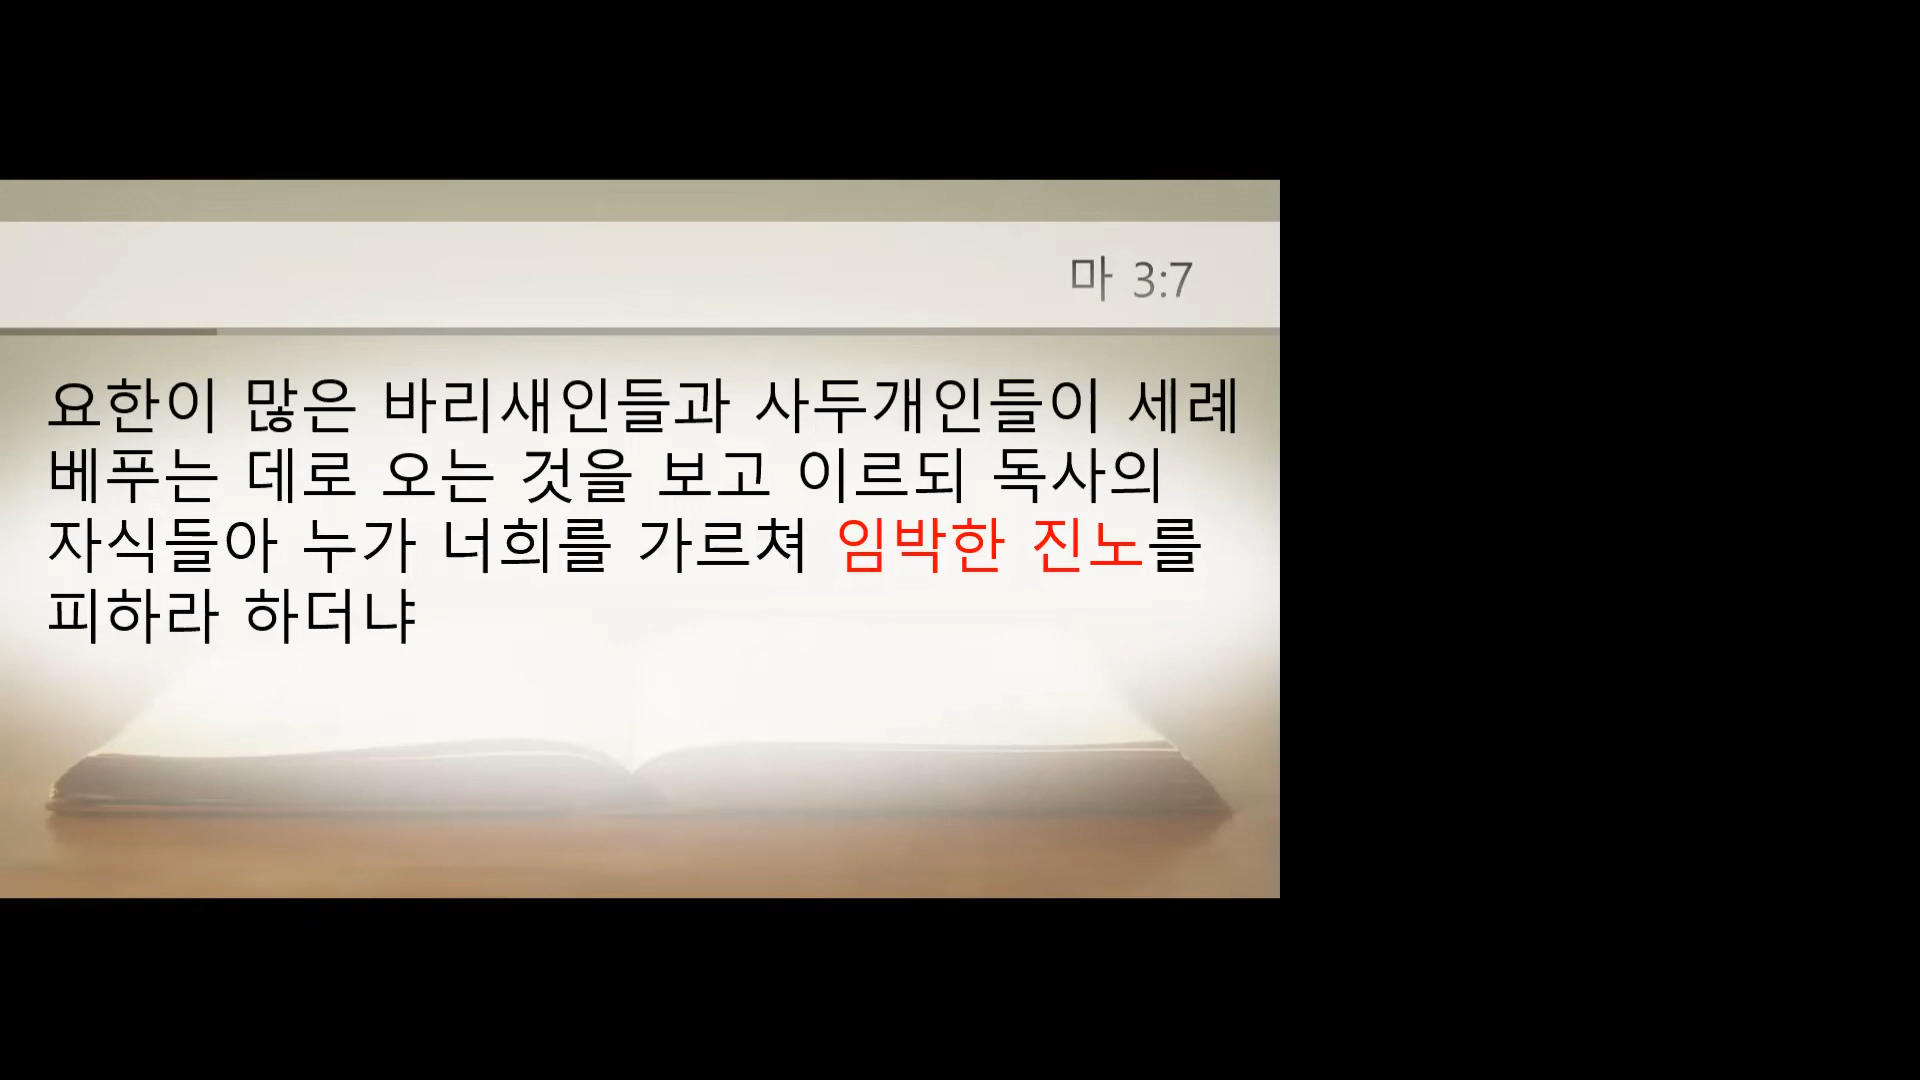 마 3:7
요한이 많은 바리새인들과 사두개인들이 세례
베푸는 데로 오는 것을 보고 이르되 독사의
자식들아 누가 너희를 가르쳐 임박한 진노를
피하라 하더냐